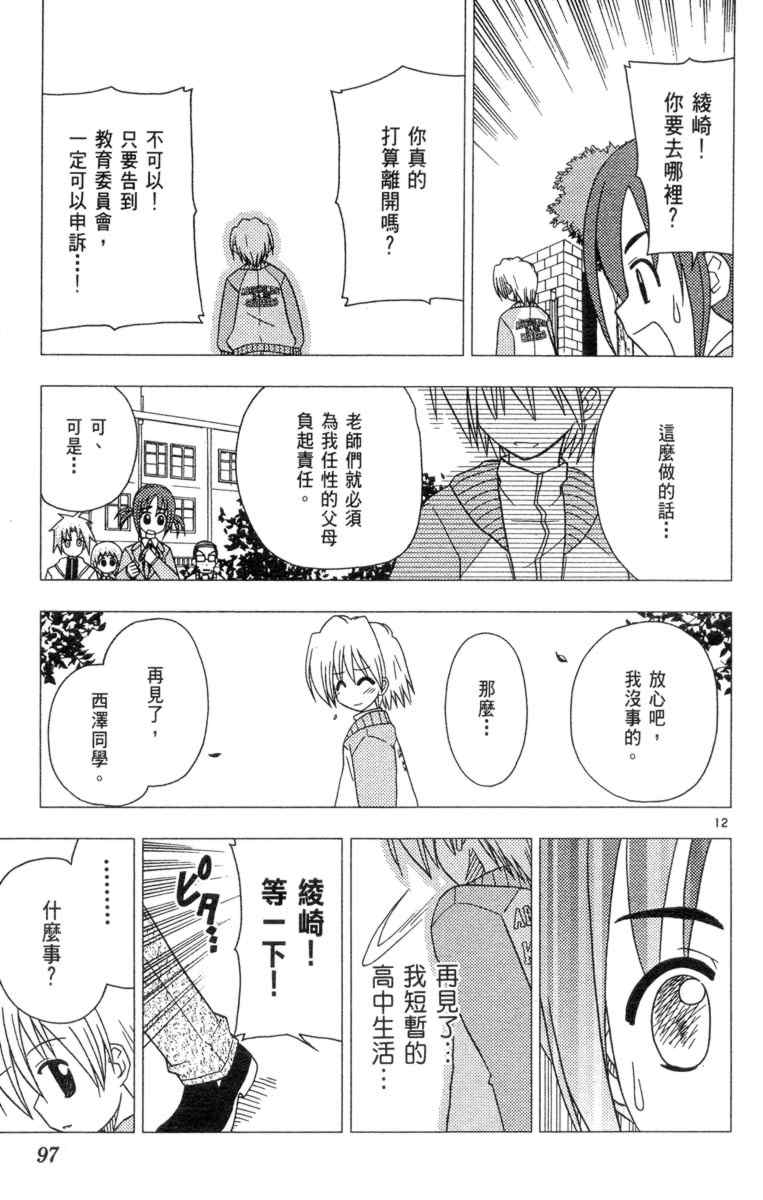 綾崎！
你要去哪裡？
你真的
打算離開嗎？
不可以！
只要告到
教育委員會，
一定可以申訴⋯⋯！
這麼做的話⋯
老師們就必須
為我任性的父母
負起責任。
可、
可是⋯
放心吧，
我沒事的。
那麼⋯
再見了，
西澤同學。
12
再見了⋯
我短暫的
高中生活⋯
綾崎！
等一下！
ピタ⋯
⋯⋯⋯
什麼事？
97